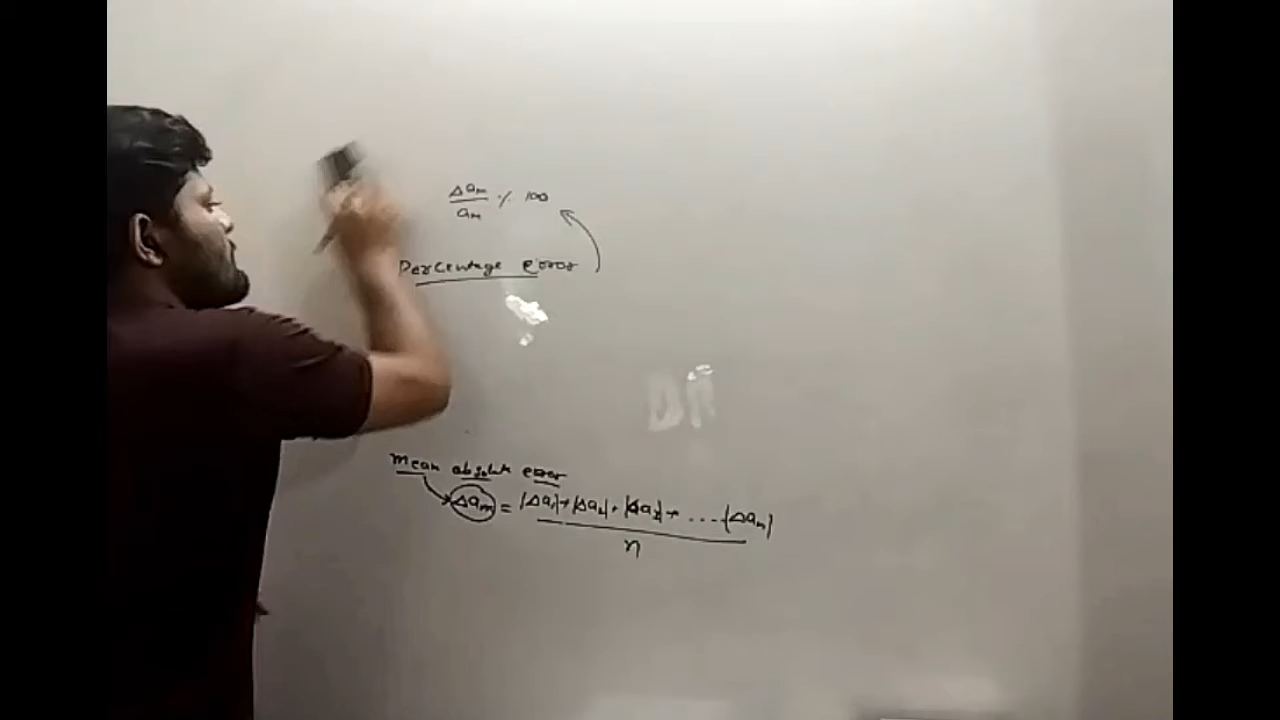 Δam
am % 100
Percentage error
mean absolute error
Δam = |Δa1|+|Δa2|+|Δa3|+ ....|Δan|
n